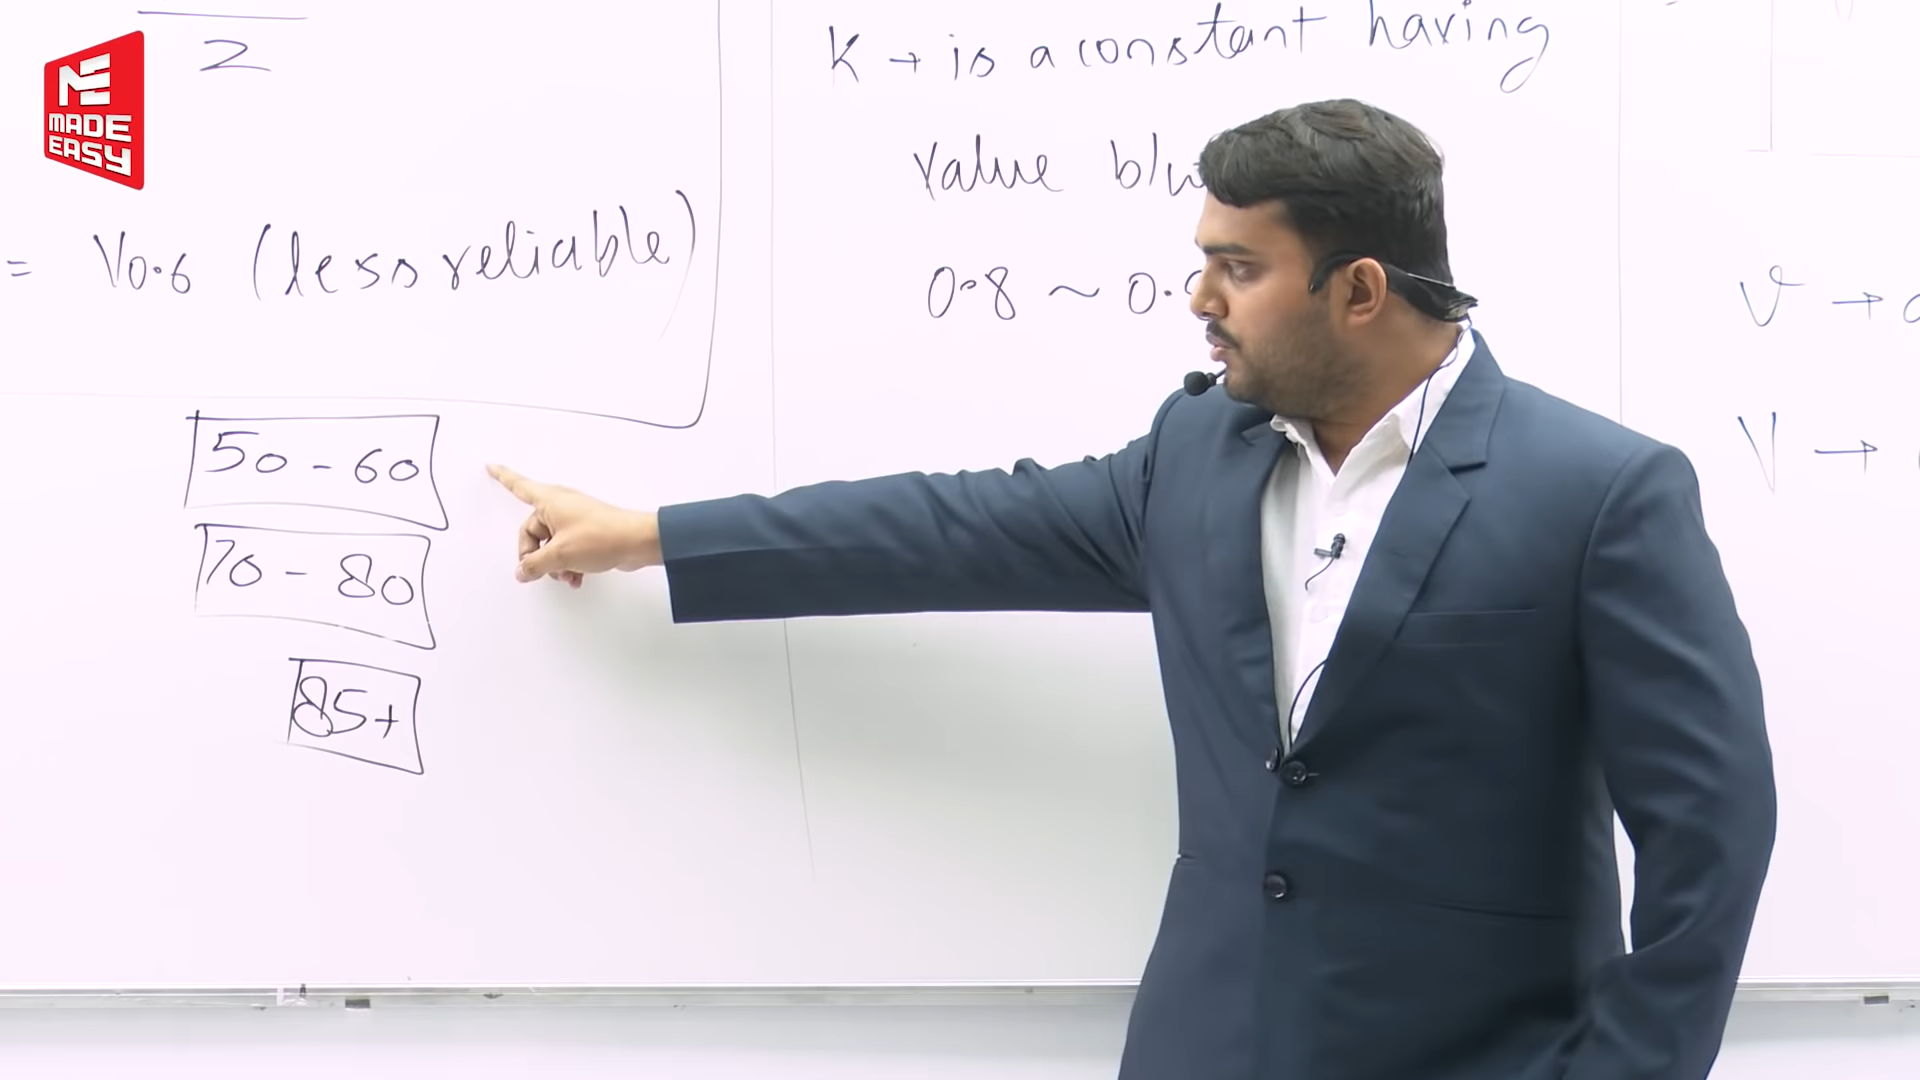 2
ME
MADE
EASY
= V0.6 (less reliable)
50 - 60
70 - 80
85+
K → is a constant having
value b/w
0.8 ~ 0.
v →
V →